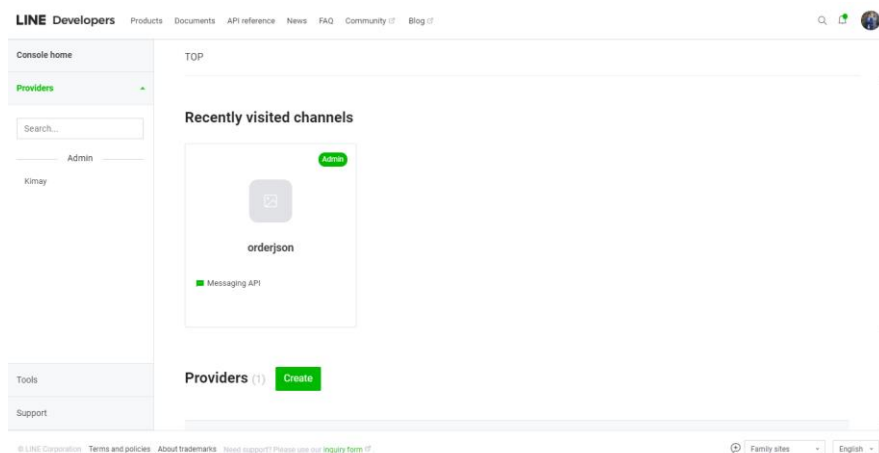 LINE Developers Products Documents API reference News FAQ Community Blog
Console home
TOP
Providers
Recently visited channels
Search...
Admin
Kimay
Admin
orderjson
Messaging API
Tools
Providers (1) Create
Support
© LINE Corporation Terms and policies About trademarks Need support? Please use our inquiry form
Family sites English